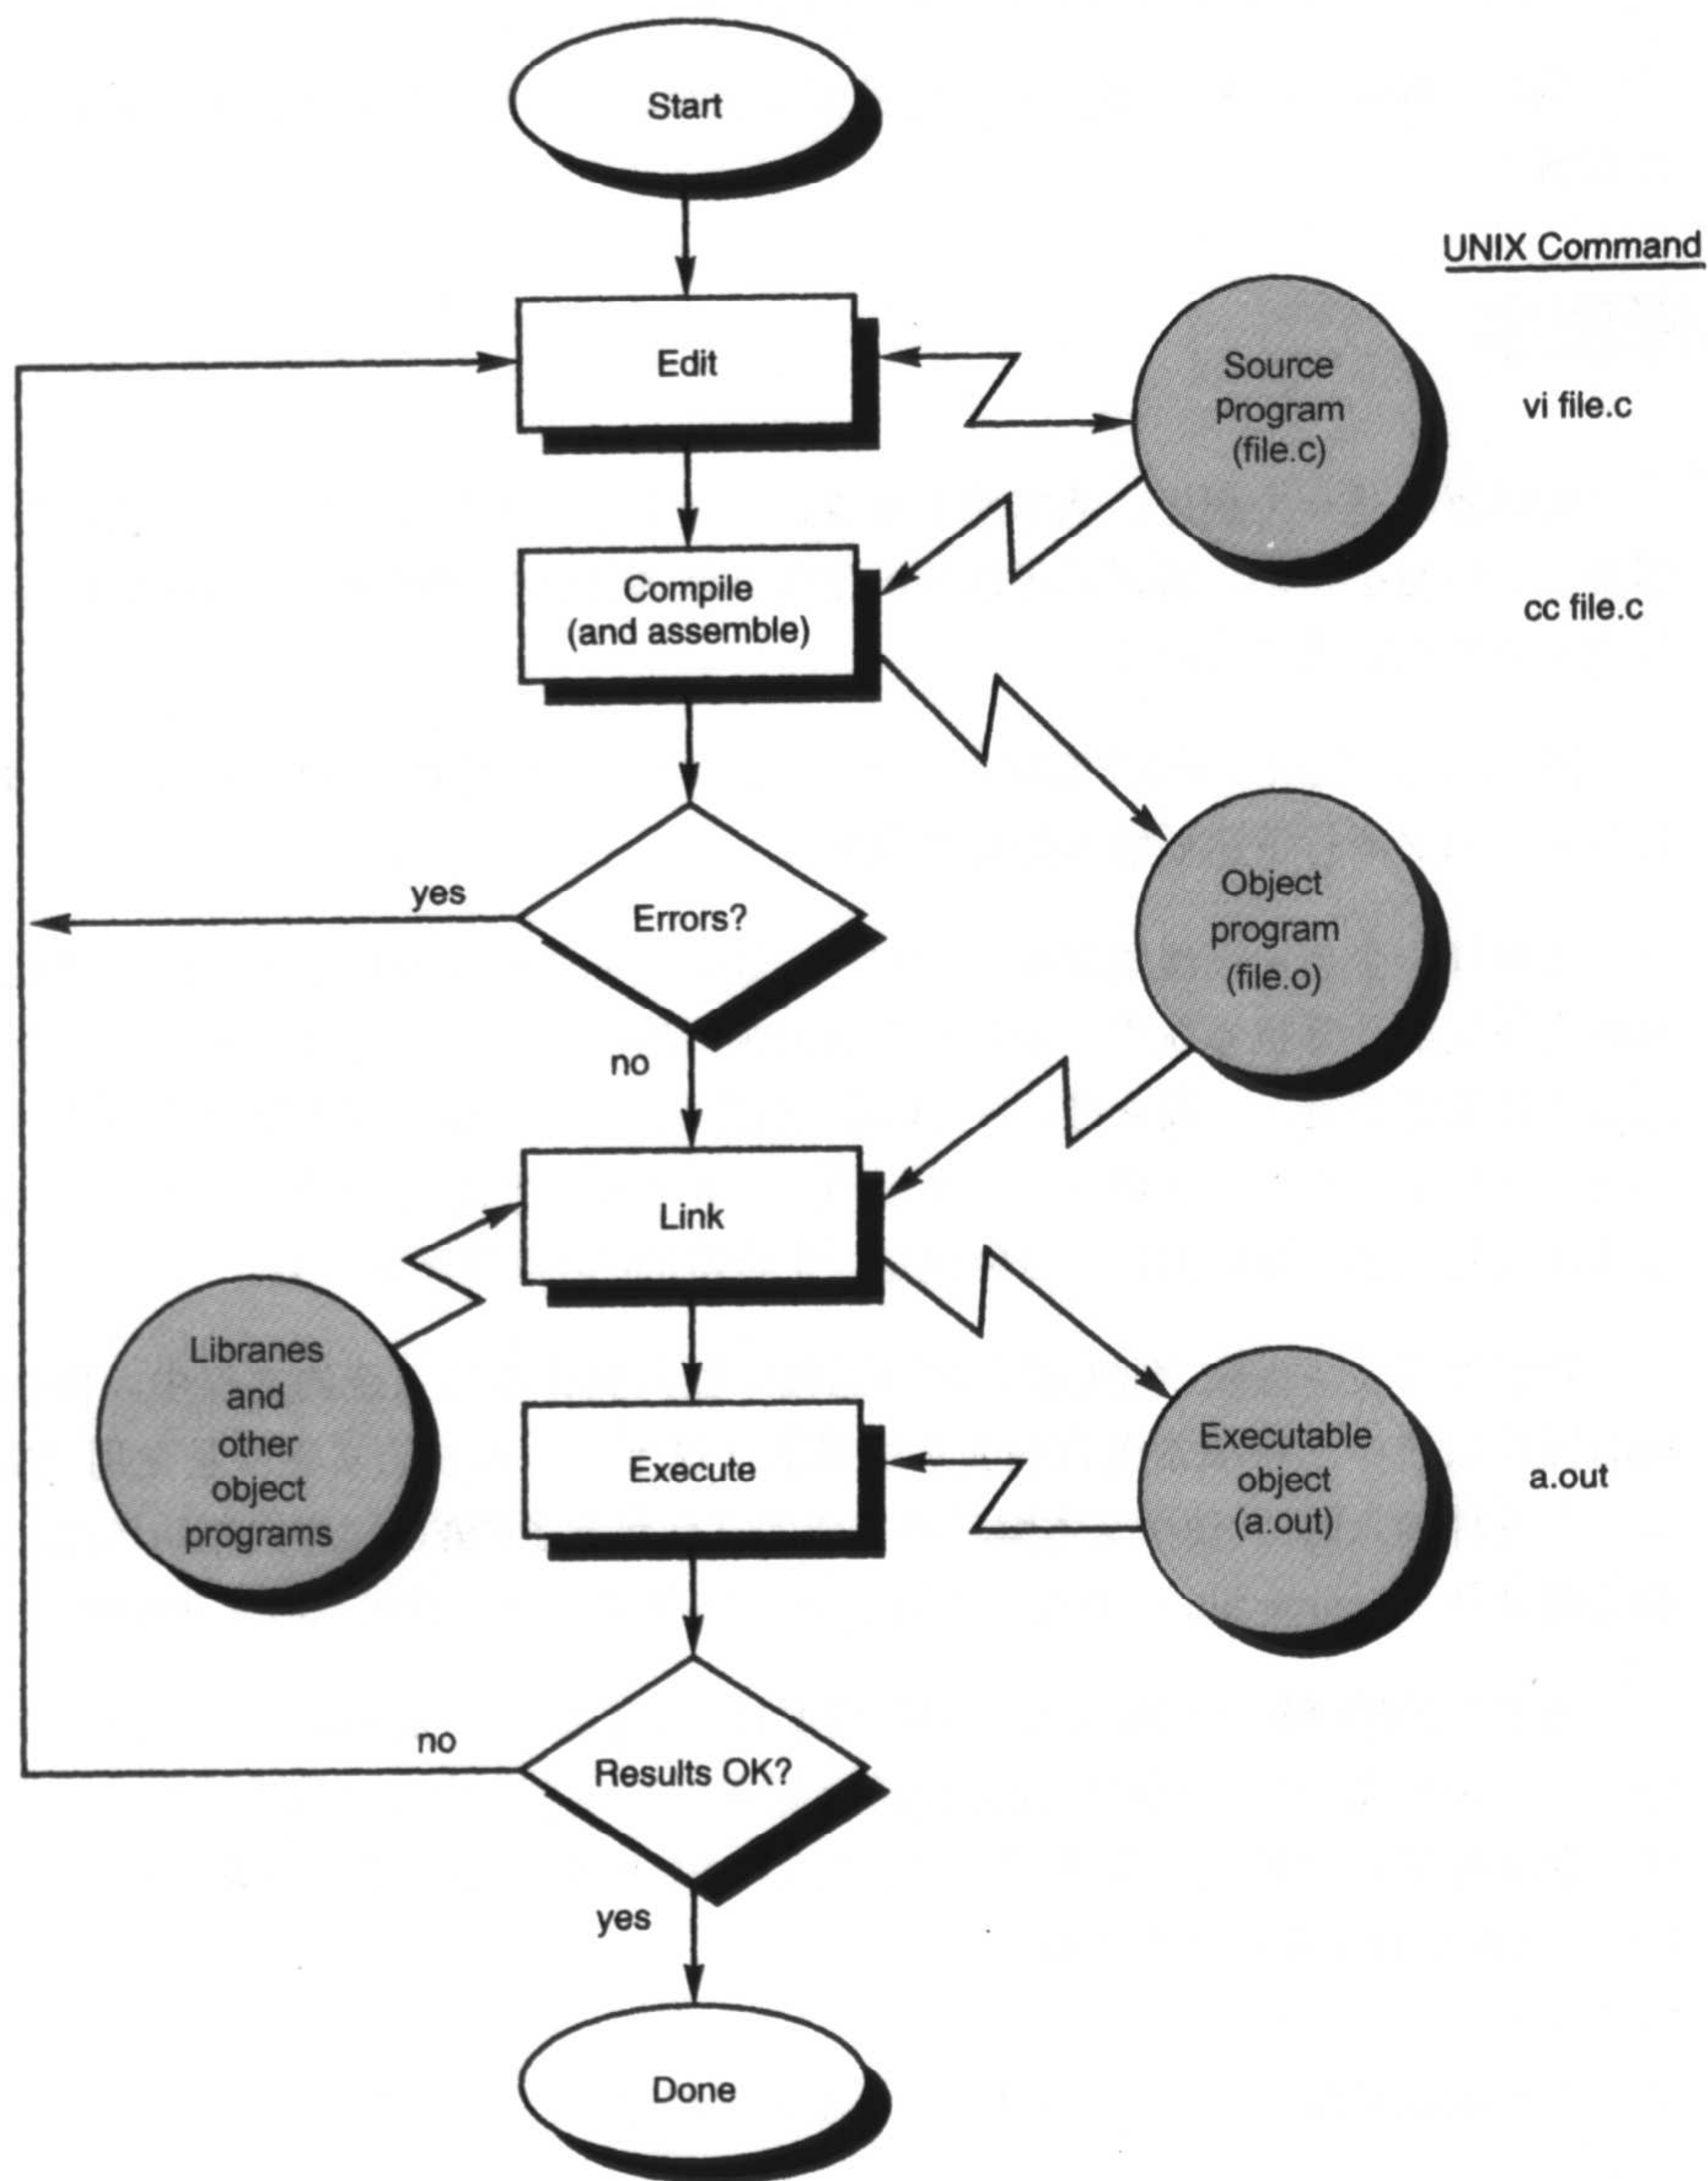 Start
UNIX Command
Edit
Source
program
(file.c)
vi file.c
Compile
(and assemble)
cc file.c
yes
Errors?
Object
program
(file.o)
no
Link
Libranes
and
other
object
programs
Execute
Executable
object
(a.out)
a.out
no
Results OK?
yes
Done